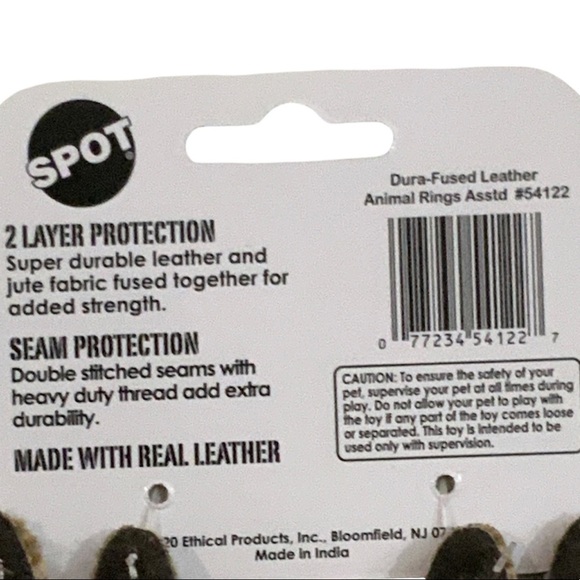 SPOT®
2 LAYER PROTECTION
Super durable leather and
jute fabric fused together for
added strength.
SEAM PROTECTION
Double stitched seams with
heavy duty thread add extra
durability.
MADE WITH REAL LEATHER
Dura-Fused Leather
Animal Rings Asstd #54122
0 77234 54122 7
CAUTION: To ensure the safety of your
pet, supervise your pet at all times during
play. Do not allow your pet to play with
the toy if any part of the toy comes loose
or separated. This toy is intended to be
used only with supervision.
20 Ethical Products, Inc., Bloomfield, NJ 07
Made in India